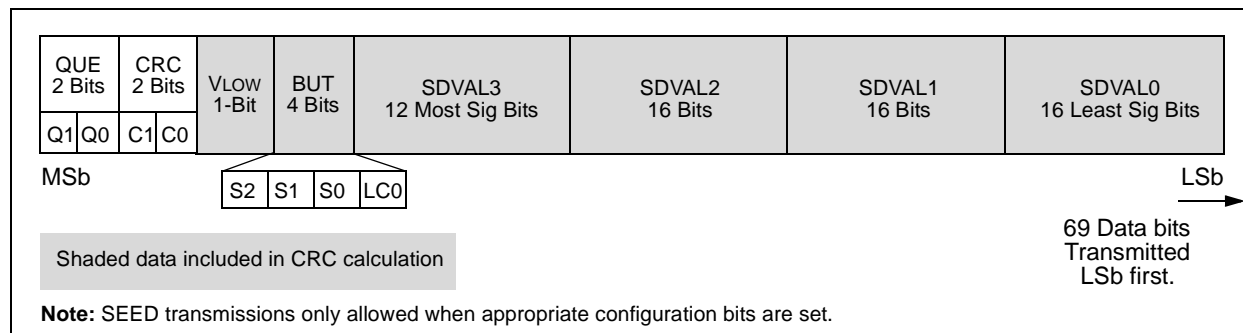 QUE
2 Bits
CRC
2 Bits
VLOW
1-Bit
BUT
4 Bits
SDVAL3
12 Most Sig Bits
SDVAL2
16 Bits
SDVAL1
16 Bits
SDVAL0
16 Least Sig Bits
Q1 Q0 C1 C0
MSb
LSb
S2 S1 S0 LC0
69 Data bits
Transmitted
LSb first.
Shaded data included in CRC calculation
Note: SEED transmissions only allowed when appropriate configuration bits are set.